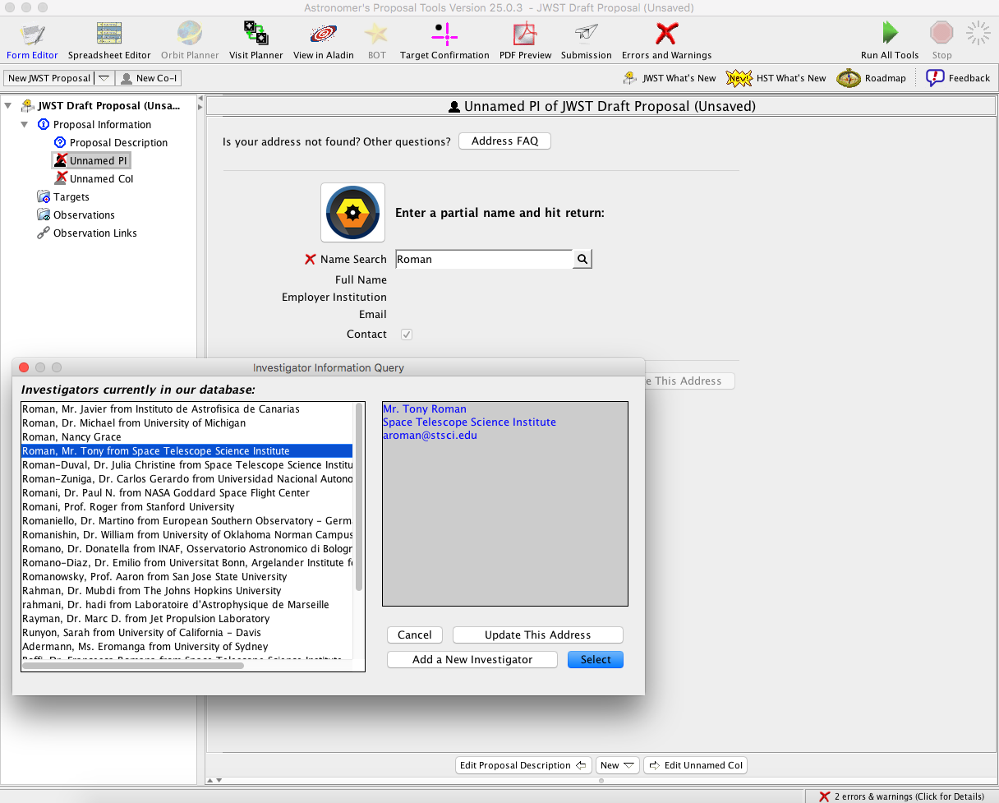 Astronomer's Proposal Tools Version 25.0.3 - JWST Draft Proposal (Unsaved)
Form Editor Spreadsheet Editor Orbit Planner Visit Planner View in Aladin BOT Target Confirmation PDF Preview Submission Errors and Warnings Run All Tools Stop
New JWST Proposal New Co-I New! JWST What's New HST What's New Roadmap Feedback
JWST Draft Proposal (Unsa...
Proposal Information
Proposal Description
Unnamed PI
Unnamed CoI
Targets
Observations
Observation Links
Unnamed PI of JWST Draft Proposal (Unsaved)
Is your address not found? Other questions? Address FAQ
Enter a partial name and hit return:
Name Search Roman
Full Name
Employer Institution
Email
Contact
e This Address
Investigator Information Query
Investigators currently in our database:
Roman, Mr. Javier from Instituto de Astrofisica de Canarias
Roman, Dr. Michael from University of Michigan
Roman, Nancy Grace
Roman, Mr. Tony from Space Telescope Science Institute
Roman-Duval, Dr. Julia Christine from Space Telescope Science Institu
Roman-Zuniga, Dr. Carlos Gerardo from Universidad Nacional Autono
Romani, Dr. Paul N. from NASA Goddard Space Flight Center
Romani, Prof. Roger from Stanford University
Romaniello, Dr. Martino from European Southern Observatory - Germ
Romanishin, Dr. William from University of Oklahoma Norman Campus
Romano, Dr. Donatella from INAF, Osservatorio Astronomico di Bologn
Romano-Diaz, Dr. Emilio from Universitat Bonn, Argelander Institute f
Romanowsky, Prof. Aaron from San Jose State University
Rahman, Dr. Mubdi from The Johns Hopkins University
rahmani, Dr. hadi from Laboratoire d'Astrophysique de Marseille
Rayman, Dr. Marc D. from Jet Propulsion Laboratory
Runyon, Sarah from University of California - Davis
Adermann, Ms. Eromanga from University of Sydney
Mr. Tony Roman
Space Telescope Science Institute
aroman@stsci.edu
Cancel Update This Address
Add a New Investigator Select
Edit Proposal Description New Edit Unnamed CoI
2 errors & warnings (Click for Details)